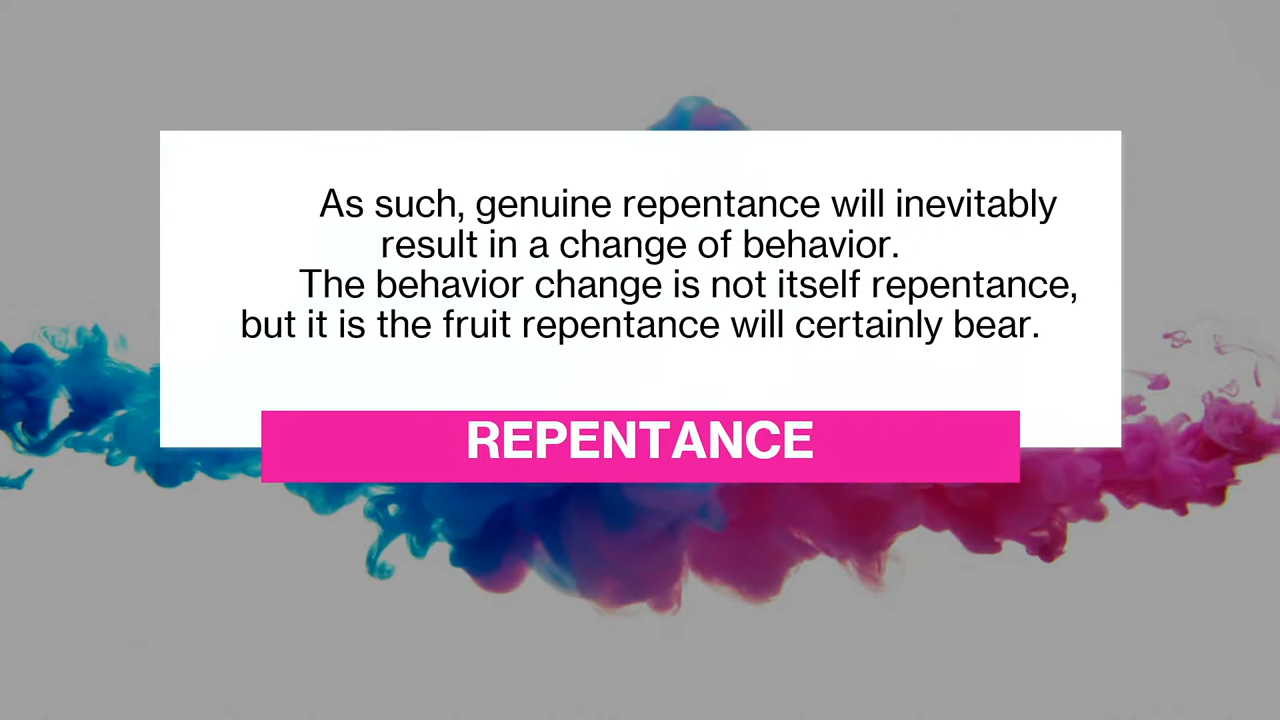 As such, genuine repentance will inevitably
result in a change of behavior.
The behavior change is not itself repentance,
but it is the fruit repentance will certainly bear.
REPENTANCE